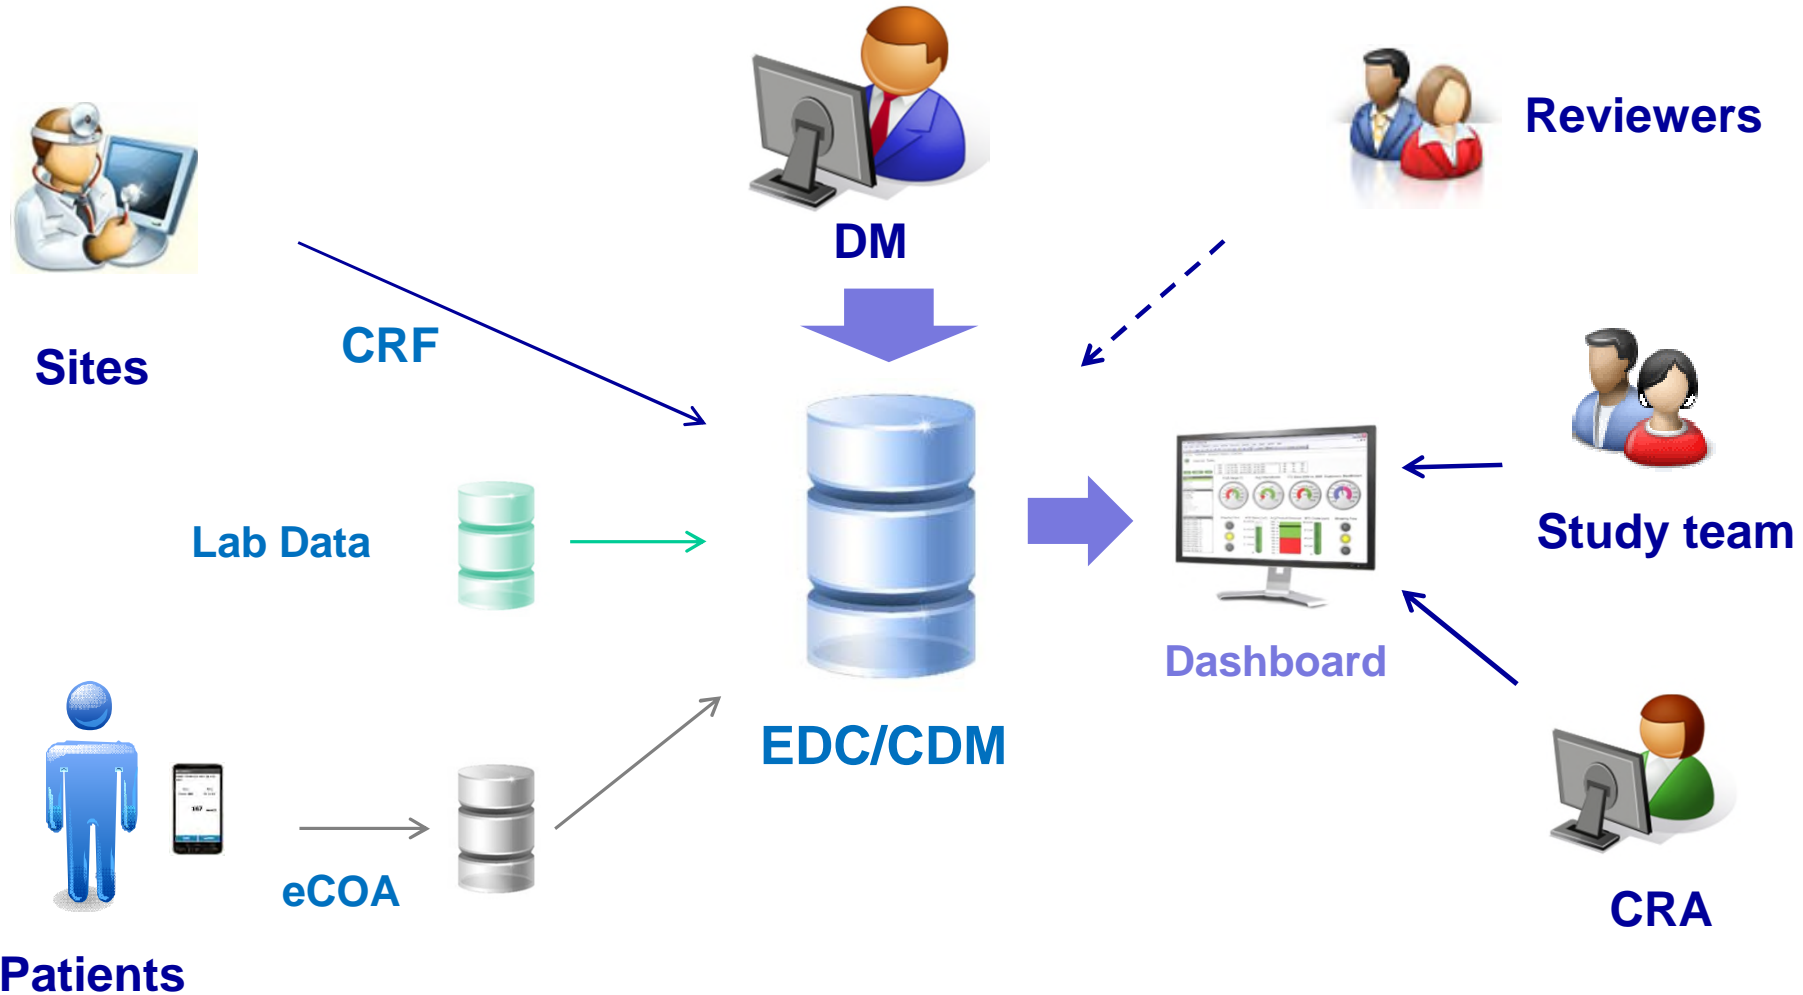 Reviewers
DM
CRF
Sites
Lab Data
Study team
Dashboard
EDC/CDM
eCOA
CRA
Patients